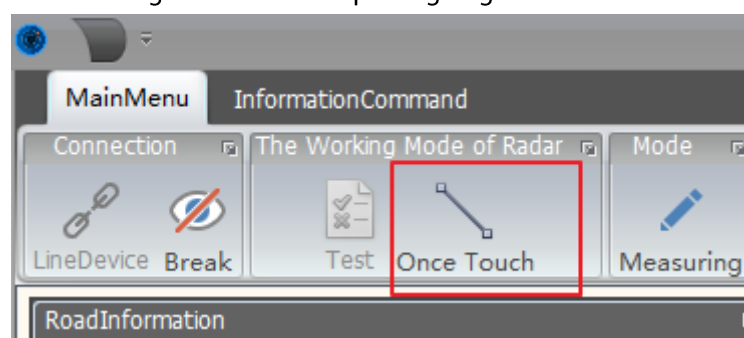 MainMenu InformationCommand
Connection The Working Mode of Radar Mode
LineDevice Break Test Once Touch Measuring
RoadInformation